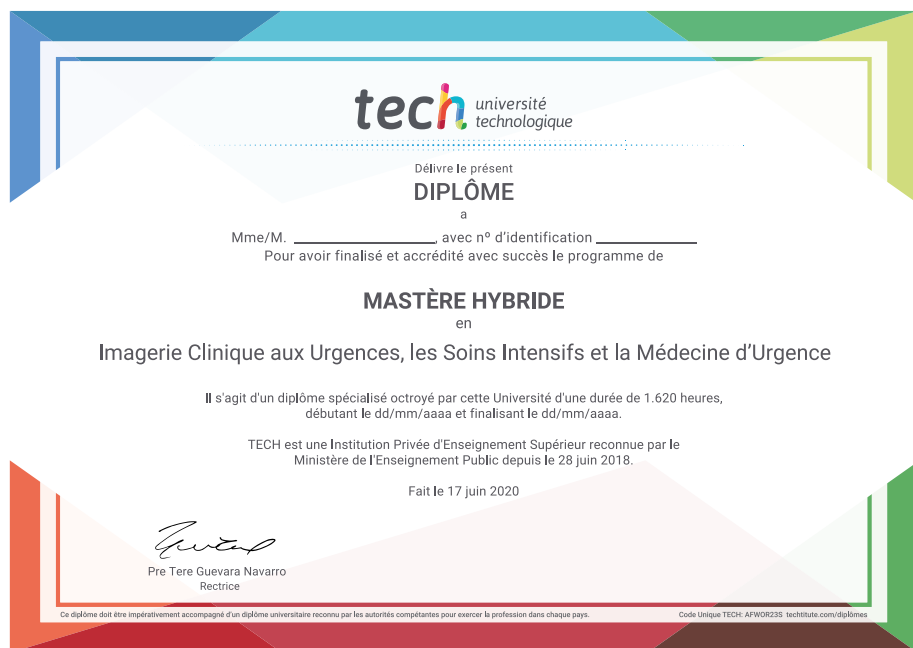 tech université
technologique
Délivre le présent
DIPLÔME
a
Mme/M. ____________, avec nº d'identification ____________
Pour avoir finalisé et accrédité avec succès le programme de
MASTÈRE HYBRIDE
en
Imagerie Clinique aux Urgences, les Soins Intensifs et la Médecine d'Urgence
Il s'agit d'un diplôme spécialisé octroyé par cette Université d'une durée de 1.620 heures,
débutant le dd/mm/aaaa et finalisant le dd/mm/aaaa.
TECH est une Institution Privée d'Enseignement Supérieur reconnue par le
Ministère de l'Enseignement Public depuis le 28 juin 2018.
Fait le 17 juin 2020
Pre Tere Guevara Navarro
Rectrice
Ce diplôme doit être impérativement accompagné d'un diplôme universitaire reconnu par les autorités compétentes pour exercer la profession dans chaque pays.
Code Unique TECH: AFWOR23S techtitute.com/diplômes